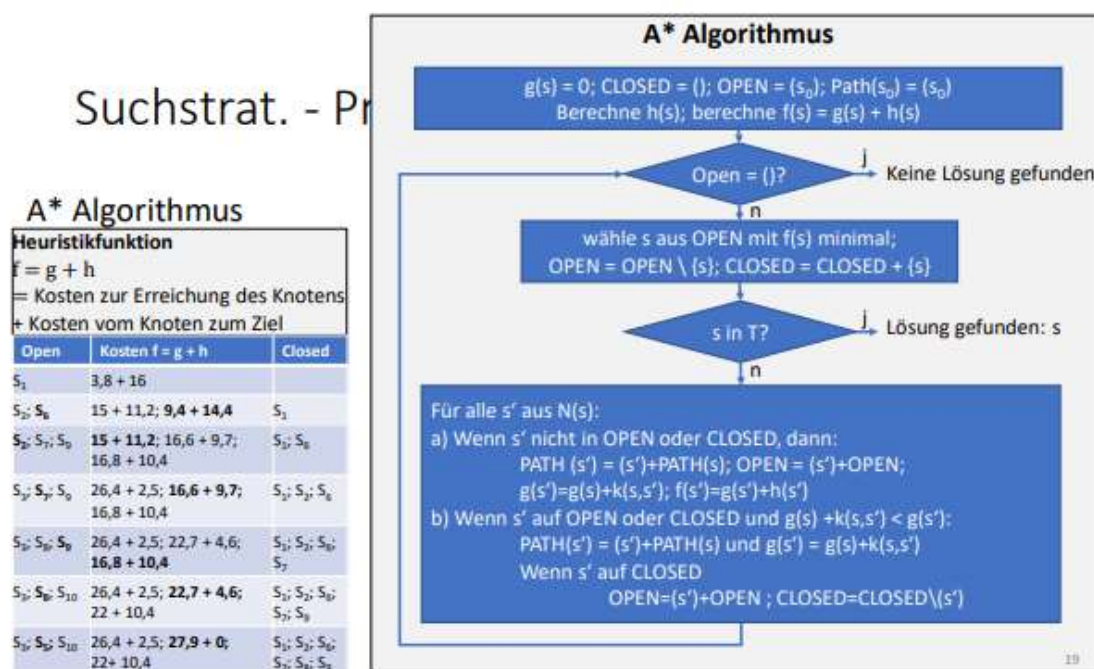 Suchstrat. - Pr
A* Algorithmus
Heuristikfunktion
f = g + h
= Kosten zur Erreichung des Knotens
+ Kosten vom Knoten zum Ziel
Open Kosten f = g + h Closed
S₁ 3,8 + 16
S₂; S₆ 15 + 11,2; 9,4 + 14,4 S₁
S₂; S₇; S₉ 15 + 11,2; 16,6 + 9,7; S₁; S₆
16,8 + 10,4
S₃; S₇; S₉ 26,4 + 2,5; 16,6 + 9,7; S₁; S₂; S₆
16,8 + 10,4
S₃; S₈; S₉ 26,4 + 2,5; 22,7 + 4,6; S₁; S₂; S₆;
16,8 + 10,4 S₇
S₃; S₈; S₁₀ 26,4 + 2,5; 22,7 + 4,6; S₁; S₂; S₆;
22 + 10,4 S₇; S₉
S₃; S₅; S₁₀ 26,4 + 2,5; 27,9 + 0; S₁; S₂; S₆;
22+ 10,4
A* Algorithmus
g(s) = 0; CLOSED = (); OPEN = (s₀); Path(s₀) = (s₀)
Berechne h(s); berechne f(s) = g(s) + h(s)
Open = ()?
j
Keine Lösung gefunden
n
wähle s aus OPEN mit f(s) minimal;
OPEN = OPEN \ {s}; CLOSED = CLOSED + {s}
s in T?
j
Lösung gefunden: s
n
Für alle s' aus N(s):
a) Wenn s' nicht in OPEN oder CLOSED, dann:
PATH (s') = (s')+PATH(s); OPEN = (s')+OPEN;
g(s')=g(s)+k(s,s'); f(s')=g(s')+h(s')
b) Wenn s' auf OPEN oder CLOSED und g(s) +k(s,s') < g(s'):
PATH(s') = (s')+PATH(s) und g(s') = g(s)+k(s,s')
Wenn s' auf CLOSED
OPEN=(s')+OPEN ; CLOSED=CLOSED\(s')
19